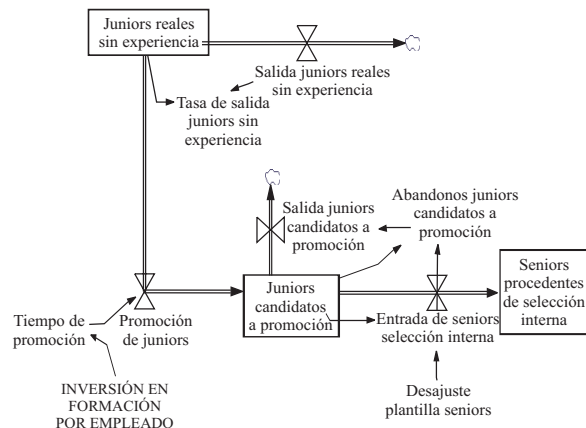 Juniors reales
sin experiencia
Salida juniors reales
sin experiencia
Tasa de salida
juniors sin
experiencia
Salida juniors
candidatos a
promoción
Abandonos juniors
candidatos a
promoción
Juniors
candidatos
a promoción
Seniors
procedentes
de selección
interna
Tiempo de
promoción
Promoción
de juniors
Entrada de seniors
selección interna
INVERSIÓN EN
FORMACIÓN
POR EMPLEADO
Desajuste
plantilla seniors